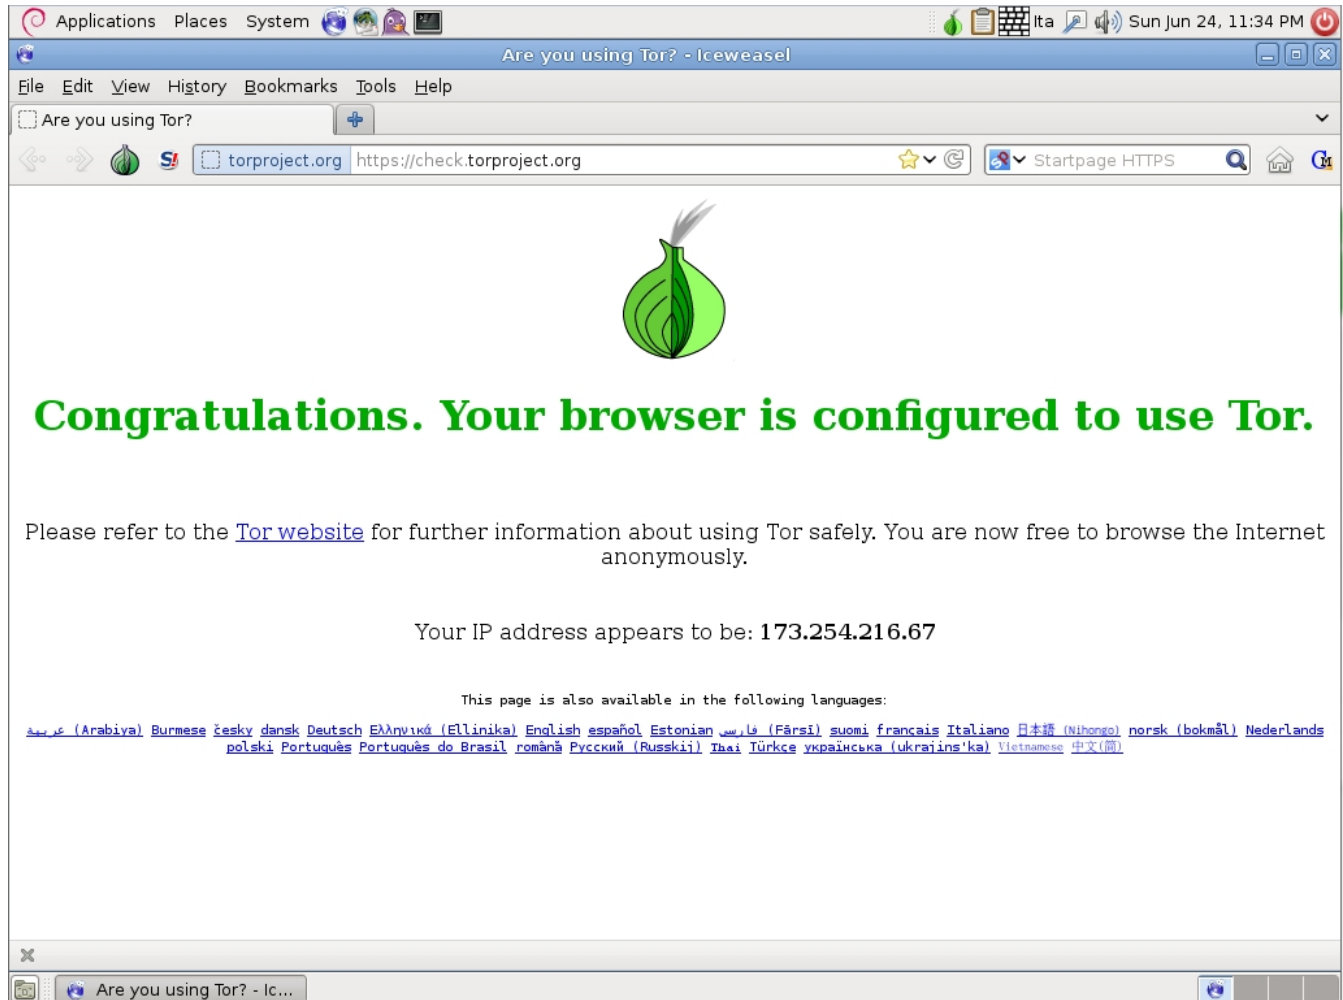 Applications Places System Ita Sun Jun 24, 11:34 PM
Are you using Tor? - Iceweasel
File Edit View History Bookmarks Tools Help
Are you using Tor?
S! torproject.org https://check.torproject.org Startpage HTTPS
Congratulations. Your browser is configured to use Tor.
Please refer to the Tor website for further information about using Tor safely. You are now free to browse the Internet
anonymously.
Your IP address appears to be: 173.254.216.67
This page is also available in the following languages:
عربية (Arabiya) Burmese česky dansk Deutsch Ελληνικά (Ellinika) English español Estonian فارسی (Fārsī) suomi français Italiano 日本語 (Nihongo) norsk (bokmål) Nederlands
polski Português Português do Brasil română Русский (Russkij) Thai Türkçe українська (ukrajins'ka) Vietnamese 中文(简)
Are you using Tor? - Ic...